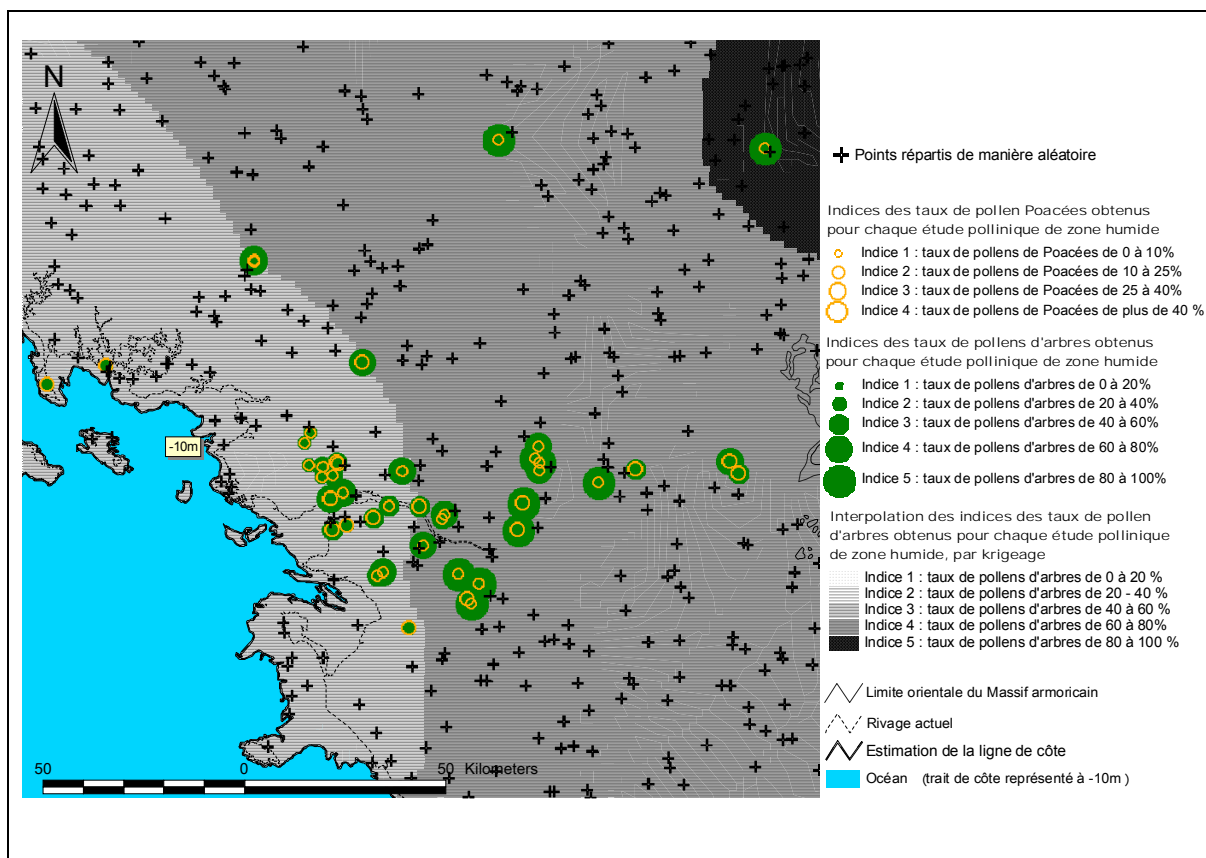 N
-10m
50
0
50
Kilometers
Points répartis de manière aléatoire
Indices des taux de pollen Poacées obtenus
pour chaque étude pollinique de zone humide
Indice 1 : taux de pollens de Poacées de 0 à 10%
Indice 2 : taux de pollens de Poacées de 10 à 25%
Indice 3 : taux de pollens de Poacées de 25 à 40%
Indice 4 : taux de pollens de Poacées de plus de 40 %
Indices des taux de pollens d'arbres obtenus
pour chaque étude pollinique de zone humide
Indice 1 : taux de pollens d'arbres de 0 à 20%
Indice 2 : taux de pollens d'arbres de 20 à 40%
Indice 3 : taux de pollens d'arbres de 40 à 60%
Indice 4 : taux de pollens d'arbres de 60 à 80%
Indice 5 : taux de pollens d'arbres de 80 à 100%
Interpolation des indices des taux de pollen
d'arbres obtenus pour chaque étude pollinique
de zone humide, par krigeage
Indice 1 : taux de pollens d'arbres de 0 à 20 %
Indice 2 : taux de pollens d'arbres de 20 - 40 %
Indice 3 : taux de pollens d'arbres de 40 à 60 %
Indice 4 : taux de pollens d'arbres de 60 à 80%
Indice 5 : taux de pollens d'arbres de 80 à 100 %
Limite orientale du Massif armoricain
Rivage actuel
Estimation de la ligne de côte
Océan (trait de côte représenté à -10m )